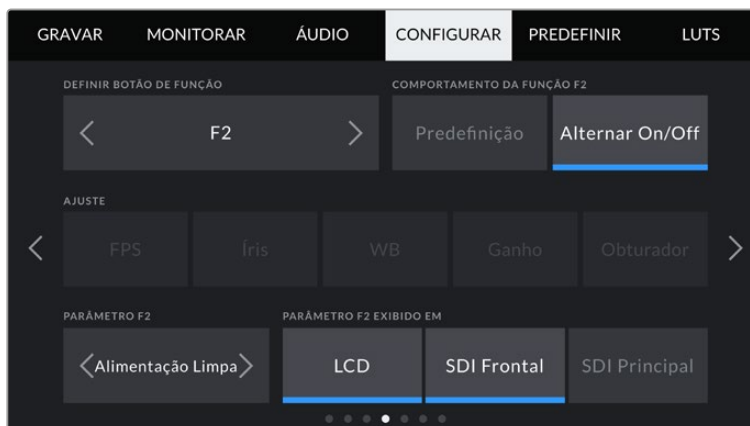 GRAVAR MONITORAR ÁUDIO CONFIGURAR PREDEFINIR LUTS
DEFINIR BOTÃO DE FUNÇÃO COMPORTAMENTO DA FUNÇÃO F2
F2 Predefinição Alternar On/Off
AJUSTE
FPS Íris WB Ganho Obturador
PARÂMETRO F2 PARÂMETRO F2 EXIBIDO EM
Alimentação Limpa LCD SDI Frontal SDI Principal